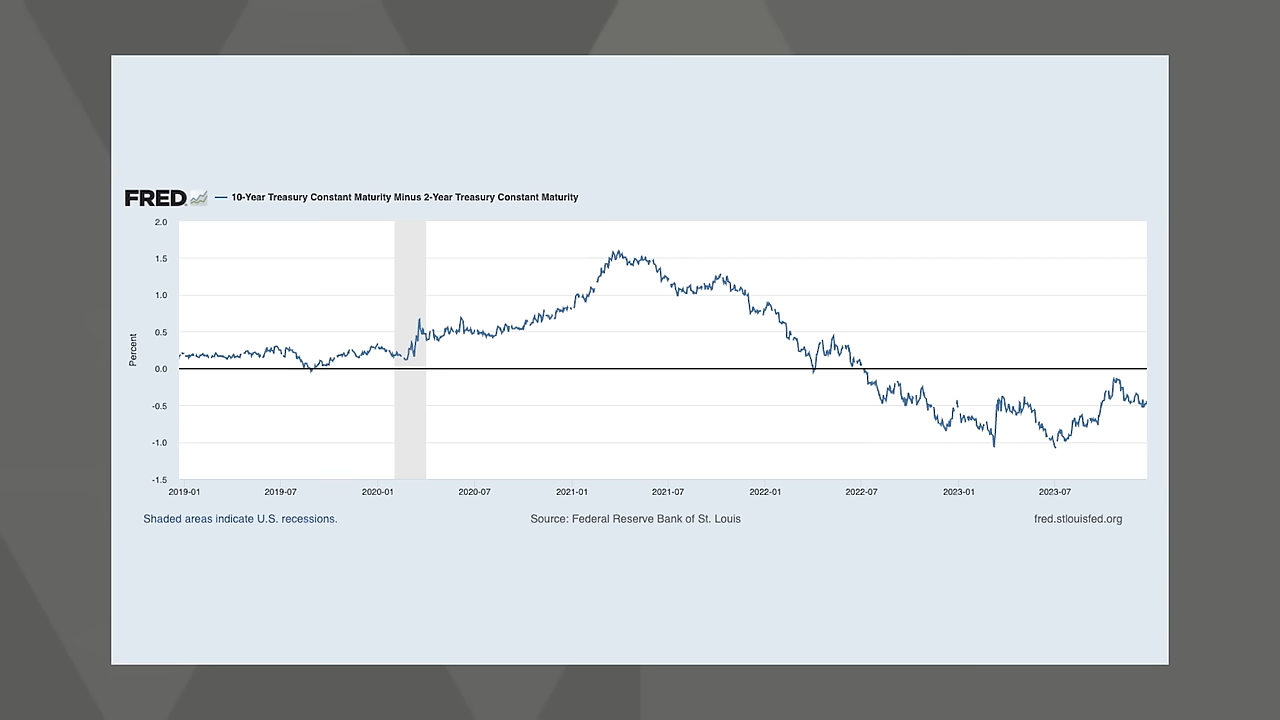 FRED 10-Year Treasury Constant Maturity Minus 2-Year Treasury Constant Maturity
2.0
1.5
1.0
0.5
0.0
-0.5
-1.0
-1.5
Percent
2019-01 2019-07 2020-01 2020-07 2021-01 2021-07 2022-01 2022-07 2023-01 2023-07
Shaded areas indicate U.S. recessions. Source: Federal Reserve Bank of St. Louis fred.stlouisfed.org